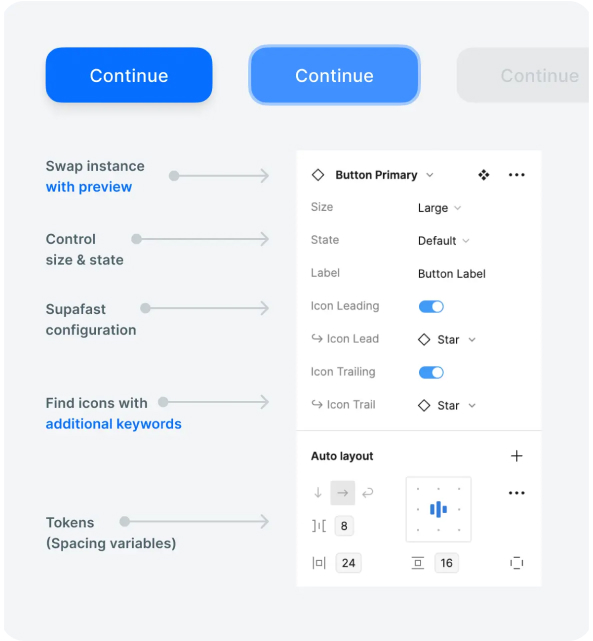 Continue
Continue
Continue
Swap instance
with preview
Control
size & state
Supafast
configuration
Find icons with
additional keywords
Tokens
(Spacing variables)
Button Primary
Size Large
State Default
Label Button Label
Icon Leading
Icon Lead Star
Icon Trailing
Icon Trail Star
Auto layout
8
24 16